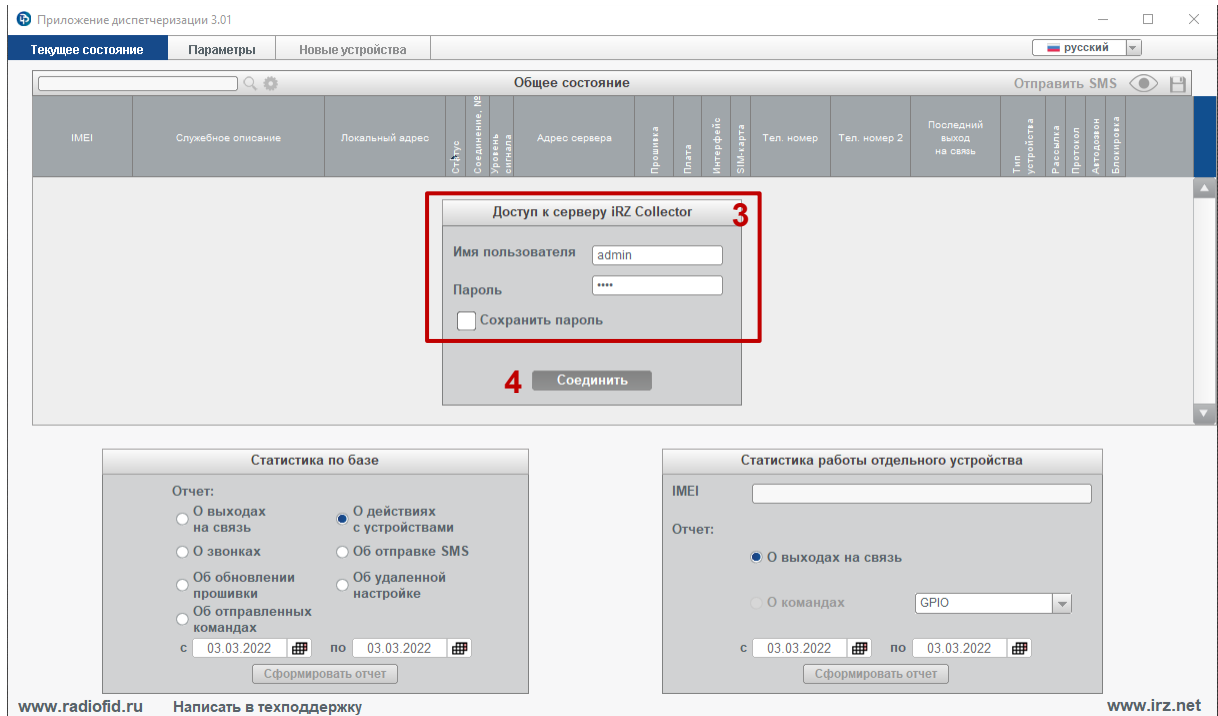 Приложение диспетчеризации 3.01
Текущее состояние
Параметры
Новые устройства
русский
Общее состояние
Отправить SMS
IMEI
Служебное описание
Локальный адрес
Статус
Соединение, №
Уровень
сигнала
Адрес сервера
Прошивка
Плата
Интерфейс
SIM-карта
Тел. номер
Тел. номер 2
Последний
выход
на связь
Тип
устройства
Рассылка
Протокол
Автодозвон
Блокировка
Доступ к серверу iRZ Collector
3
Имя пользователя
admin
Пароль
••••
Сохранить пароль
4
Соединить
Статистика по базе
Отчет:
О выходах
на связь
О действиях
с устройствами
О звонках
Об отправке SMS
Об обновлении
прошивки
Об удаленной
настройке
Об отправленных
командах
с 03.03.2022 по 03.03.2022
Сформировать отчет
Статистика работы отдельного устройства
IMEI
Отчет:
О выходах на связь
О командах
GPIO
с 03.03.2022 по 03.03.2022
Сформировать отчет
www.radiofid.ru
Написать в техподдержку
www.irz.net